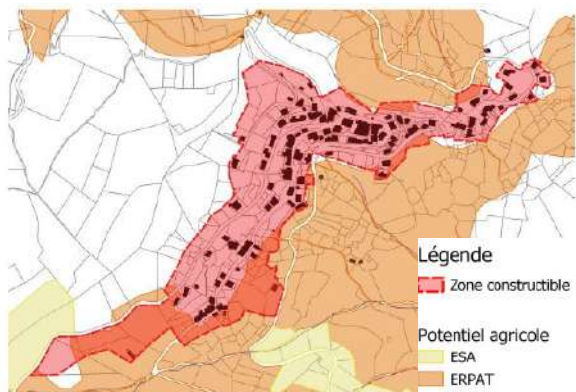 Légende
Zone constructible
Potentiel agricole
ESA
ERPAT